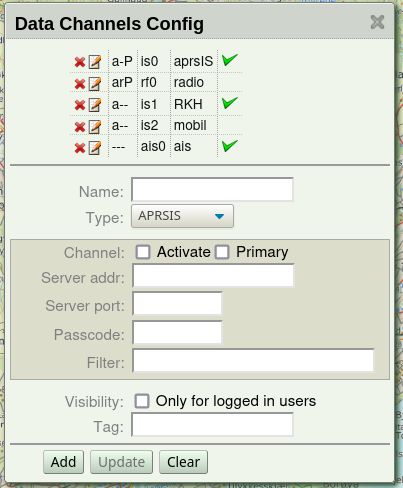 Data Channels Config
a-P is0 aprsIS
arP rf0 radio
a-- is1 RKH
a-- is2 mobil
--- ais0 ais
Name:
Type: APRSIS
Channel: Activate Primary
Server addr:
Server port:
Passcode:
Filter:
Visibility: Only for logged in users
Tag:
Add Update Clear